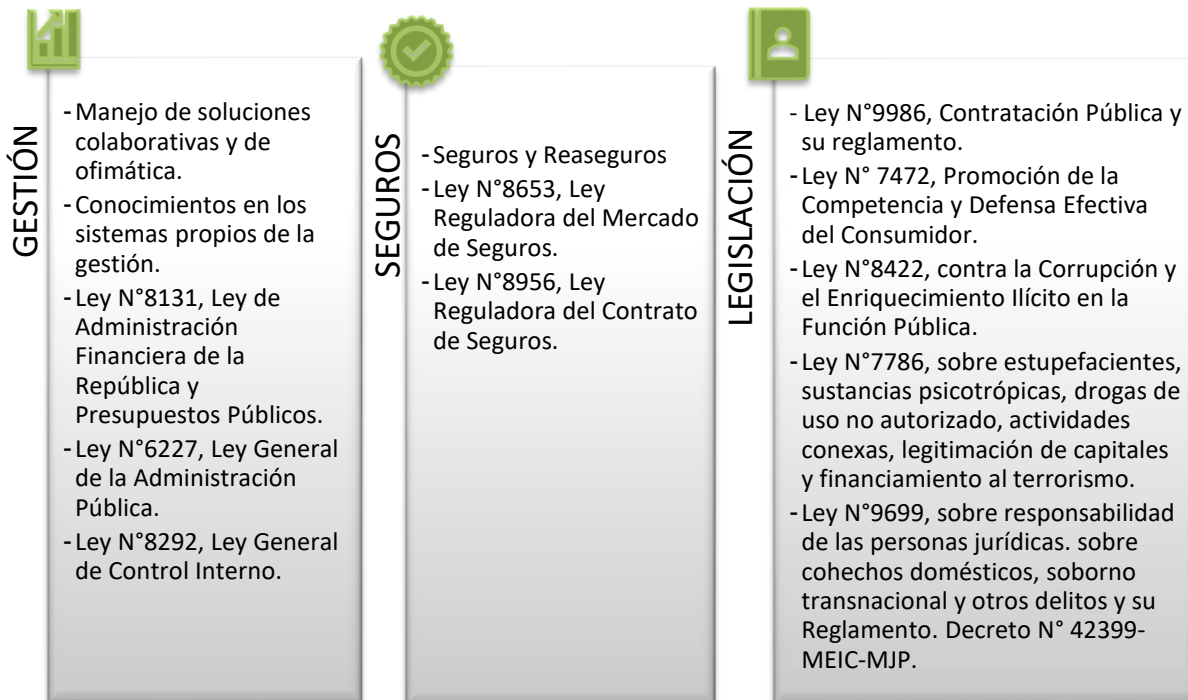 GESTIÓN
- Manejo de soluciones
colaborativas y de
ofimática.
- Conocimientos en los
sistemas propios de la
gestión.
- Ley N°8131, Ley de
Administración
Financiera de la
República y
Presupuestos Públicos.
- Ley N°6227, Ley General
de la Administración
Pública.
- Ley N°8292, Ley General
de Control Interno.
SEGUROS
- Seguros y Reaseguros
- Ley N°8653, Ley
Reguladora del Mercado
de Seguros.
- Ley N°8956, Ley
Reguladora del Contrato
de Seguros.
LEGISLACIÓN
- Ley N°9986, Contratación Pública y
su reglamento.
- Ley N° 7472, Promoción de la
Competencia y Defensa Efectiva
del Consumidor.
- Ley N°8422, contra la Corrupción y
el Enriquecimiento Ilícito en la
Función Pública.
- Ley N°7786, sobre estupefacientes,
sustancias psicotrópicas, drogas de
uso no autorizado, actividades
conexas, legitimación de capitales
y financiamiento al terrorismo.
- Ley N°9699, sobre responsabilidad
de las personas jurídicas. sobre
cohechos domésticos, soborno
transnacional y otros delitos y su
Reglamento. Decreto N° 42399-
MEIC-MJP.